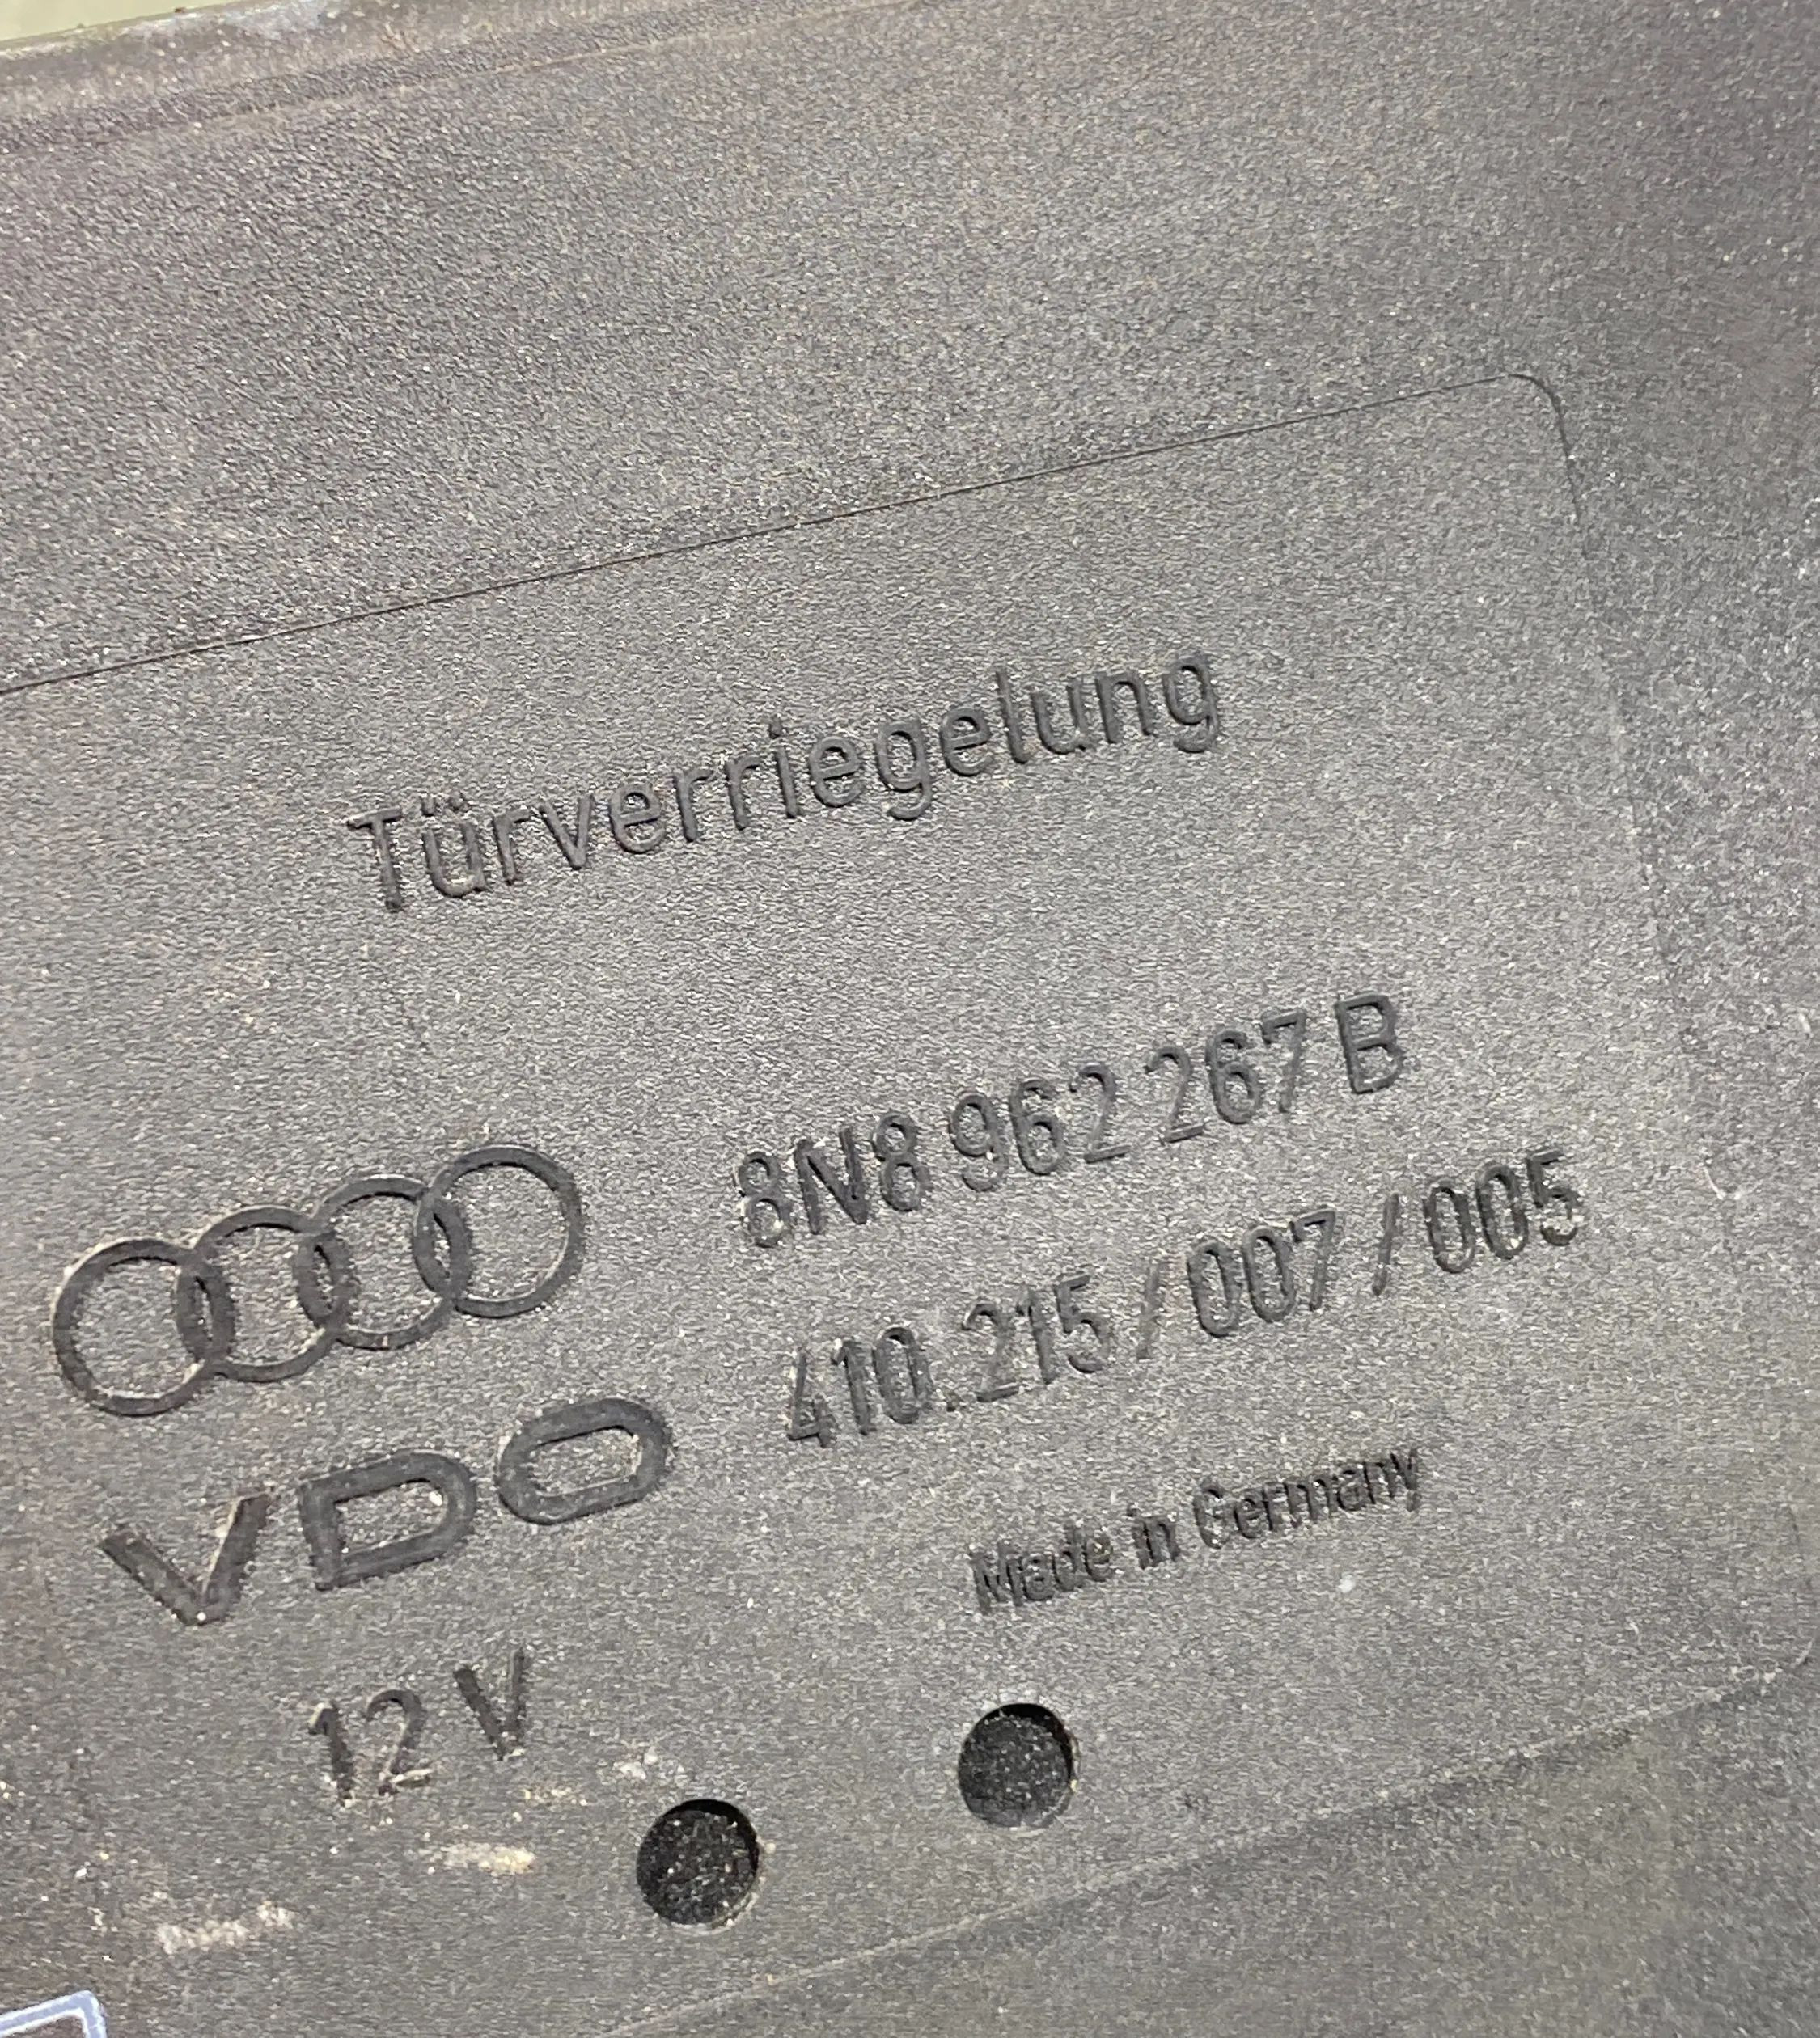 Türverriegelung
8N8 962 267 B
410.215/007/005
VDO
Made in Germany
12 V